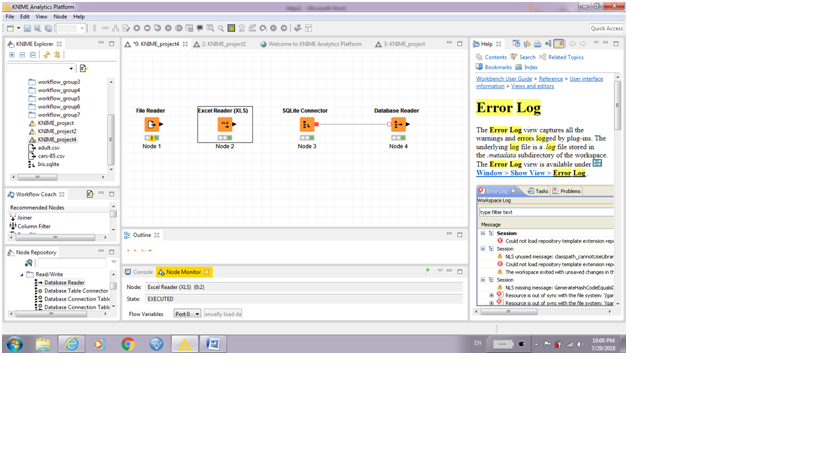 KNIME Analytics Platform
File Edit View Node Help
Quick Access
KNIME Explorer
workflow_group3
workflow_group4
workflow_group5
workflow_group6
workflow_group7
KNIME_project
KNIME_project2
KNIME_project4
adult.csv
cars-85.csv
Iris.sqlite
Workflow Coach
Recommended Nodes
Joiner
Column Filter
Node Repository
Read/Write
Database Reader
Database Table Connector
Database Connection Table
Database Connection Table
*0: KNIME_project4
2: KNIME_project2
Welcome to KNIME Analytics Platform
3: KNIME_project
File Reader
Node 1
Excel Reader (XLS)
Node 2
SQLite Connector
Node 3
Database Reader
Node 4
Outline
Console
Node Monitor
Node: Excel Reader (XLS) (0:2)
State: EXECUTED
Flow Variables Port 0 anually load da
Help
Contents Search Related Topics
Bookmarks Index
Workbench User Guide > Reference > User interface
information > Views and editors
Error Log
The Error Log view captures all the
warnings and errors logged by plug-ins. The
underlying log file is a .log file stored in
the .metadata subdirectory of the workspace.
The Error Log view is available under
Window > Show View > Error Log.
Error Log Tasks Problems
Workspace Log
type filter text
Message
Session
Could not load repository template extension rep
Session
NLS unused message: classpath_cannotUseLibra
Could not load repository template extension rep
The workspace exited with unsaved changes in th
Session
NLS missing message: GenerateHashCodeEqualsD
Resource is out of sync with the file system: '/gar
Resource is out of sync with the file system: '/gar
EN
10:00 PM
7/29/2018